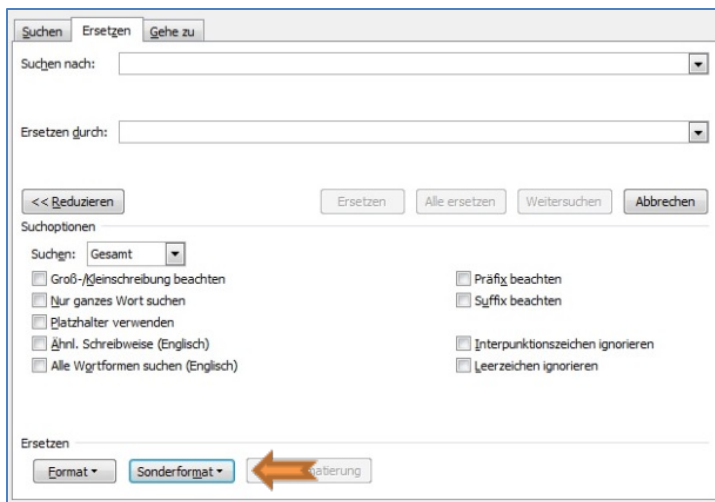 Suchen Ersetzen Gehe zu
Suchen nach:
Ersetzen durch:
<< Reduzieren Ersetzen Alle ersetzen Weitersuchen Abbrechen
Suchoptionen
Suchen: Gesamt
Groß-/Kleinschreibung beachten Präfix beachten
Nur ganzes Wort suchen Suffix beachten
Platzhalter verwenden
Ähnl. Schreibweise (Englisch) Interpunktionszeichen ignorieren
Alle Wortformen suchen (Englisch) Leerzeichen ignorieren
Ersetzen
Format Sonderformat